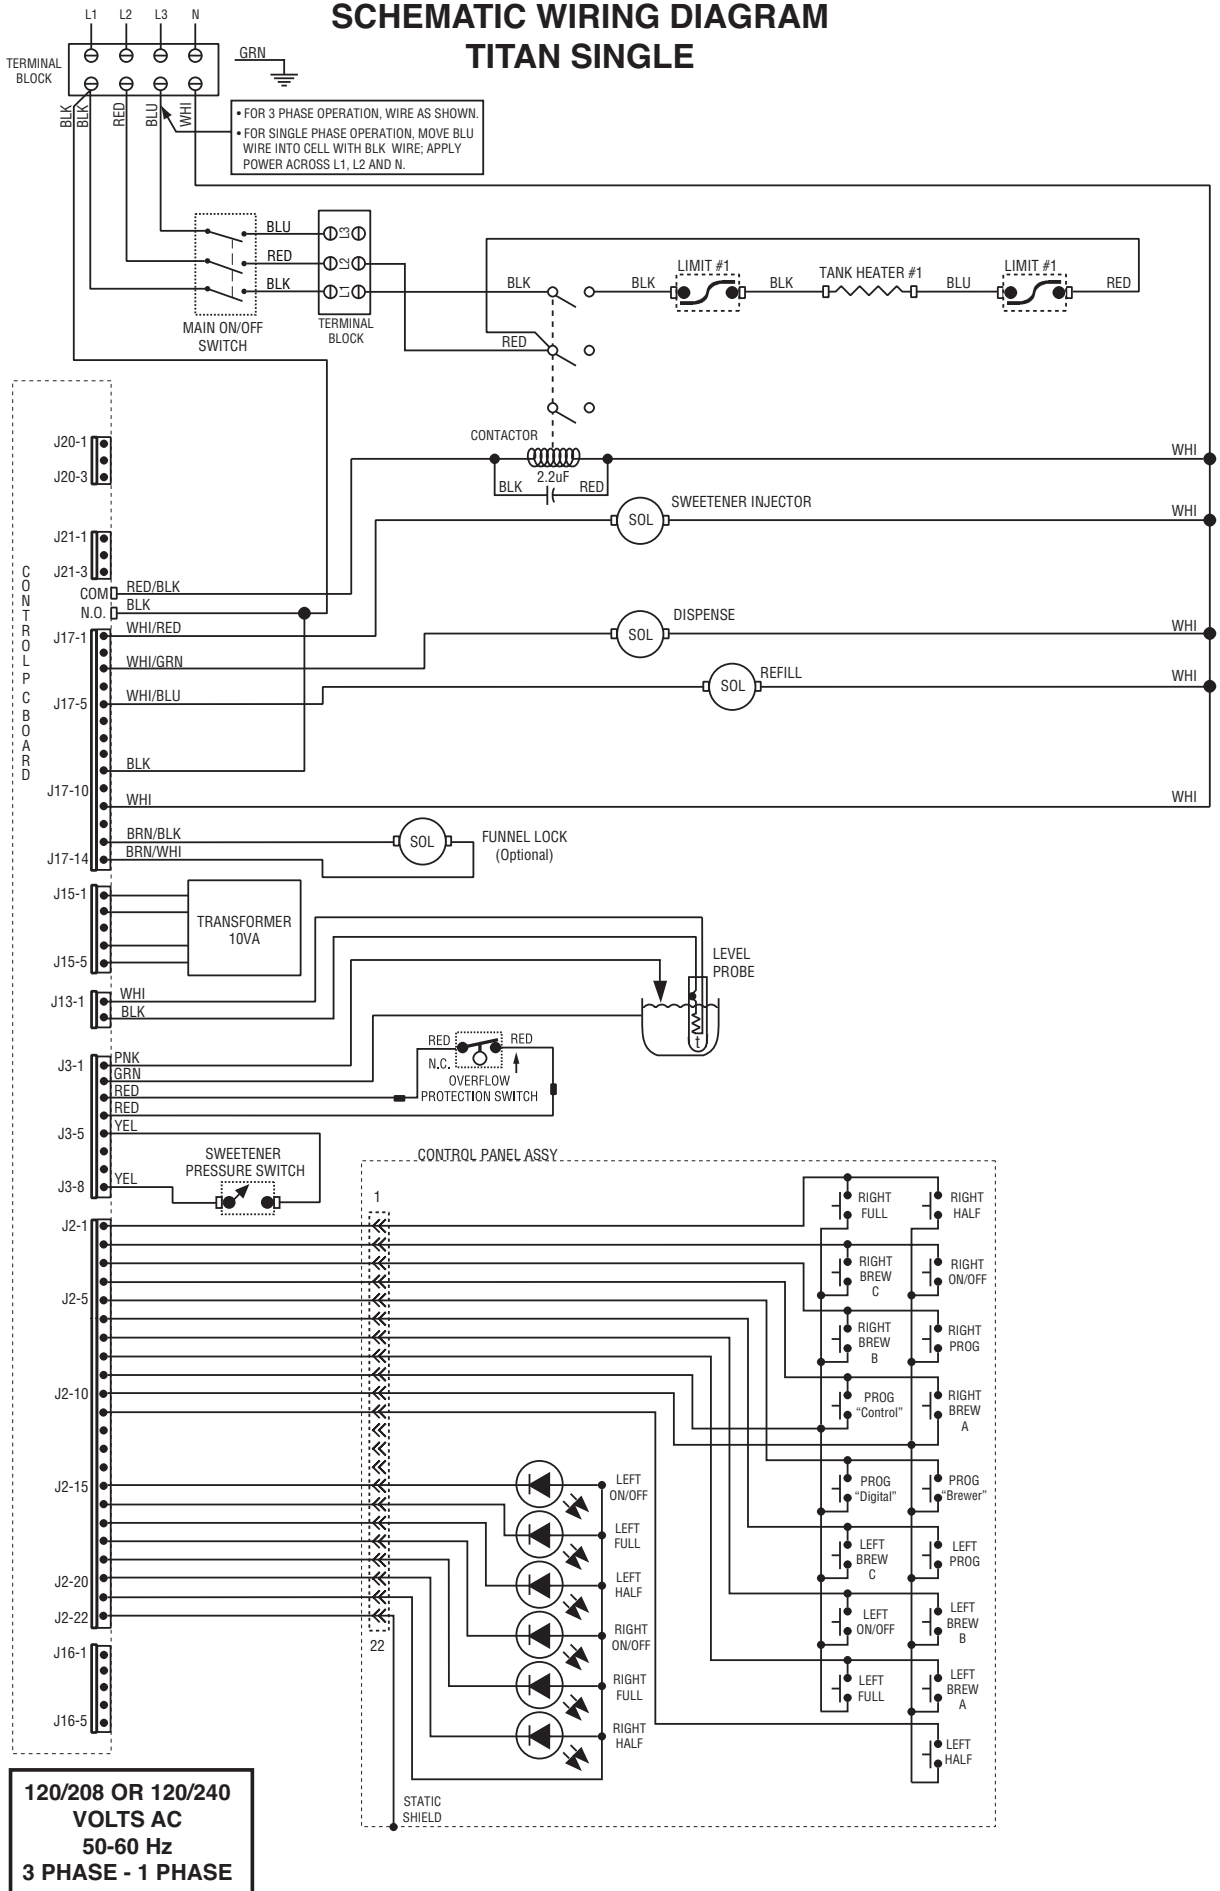 SCHEMATIC WIRING DIAGRAM
TITAN SINGLE
L1
L2
L3
N
TERMINAL
BLOCK
GRN
BLK
BLK
RED
BLU
WHI
• FOR 3 PHASE OPERATION, WIRE AS SHOWN.
• FOR SINGLE PHASE OPERATION, MOVE BLU
WIRE INTO CELL WITH BLK WIRE; APPLY
POWER ACROSS L1, L2 AND N.
BLU
RED
BLK
L3
L2
L1
MAIN ON/OFF
SWITCH
TERMINAL
BLOCK
BLK
RED
BLK
LIMIT #1
BLK
TANK HEATER #1
BLU
LIMIT #1
RED
CONTACTOR
2.2uF
BLK
RED
WHI
SWEETENER INJECTOR
SOL
WHI
DISPENSE
SOL
WHI
REFILL
SOL
WHI
WHI
CONTROL P C BOARD
J20-1
J20-3
J21-1
J21-3
COM
RED/BLK
N.O.
BLK
J17-1
WHI/RED
WHI/GRN
J17-5
WHI/BLU
BLK
J17-10
WHI
BRN/BLK
J17-14
BRN/WHI
SOL
FUNNEL LOCK
(Optional)
J15-1
J15-5
TRANSFORMER
10VA
LEVEL
PROBE
t
J13-1
WHI
BLK
J3-1
PNK
GRN
RED
RED
J3-5
YEL
J3-8
YEL
RED
RED
N.C.
OVERFLOW
PROTECTION SWITCH
SWEETENER
PRESSURE SWITCH
CONTROL PANEL ASSY
1
22
J2-1
J2-5
J2-10
J2-15
J2-20
J2-22
J16-1
J16-5
RIGHT
FULL
RIGHT
HALF
RIGHT
BREW
C
RIGHT
ON/OFF
RIGHT
BREW
B
RIGHT
PROG
PROG
“Control”
RIGHT
BREW
A
PROG
“Digital”
PROG
“Brewer”
LEFT
BREW
C
LEFT
PROG
LEFT
ON/OFF
LEFT
BREW
B
LEFT
FULL
LEFT
BREW
A
LEFT
HALF
LEFT
ON/OFF
LEFT
FULL
LEFT
HALF
RIGHT
ON/OFF
RIGHT
FULL
RIGHT
HALF
STATIC
SHIELD
120/208 OR 120/240
VOLTS AC
50-60 Hz
3 PHASE - 1 PHASE